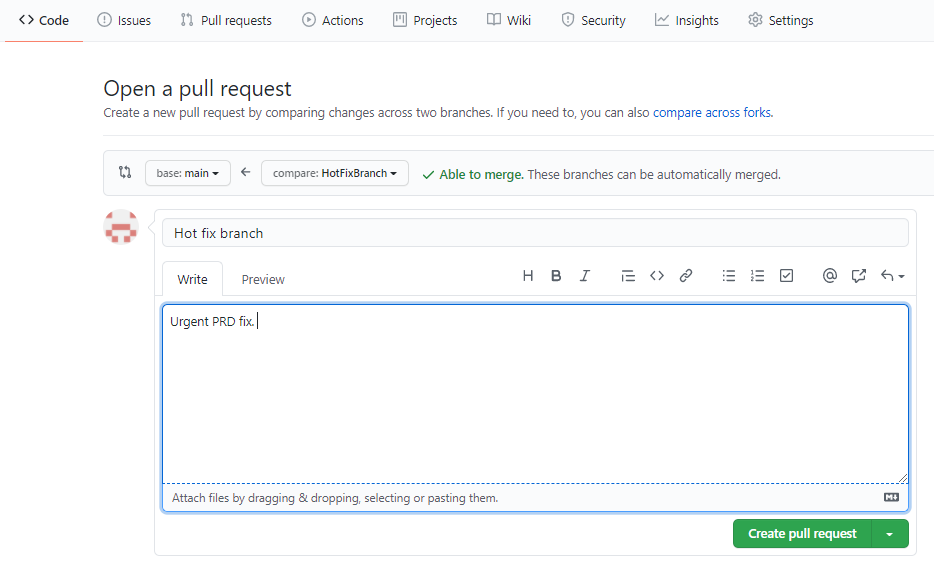 Code Issues Pull requests Actions Projects Wiki Security Insights Settings
Open a pull request
Create a new pull request by comparing changes across two branches. If you need to, you can also compare across forks.
base: main compare: HotFixBranch Able to merge. These branches can be automatically merged.
Hot fix branch
Write Preview H B I
Urgent PRD fix.
Attach files by dragging & dropping, selecting or pasting them.
Create pull request